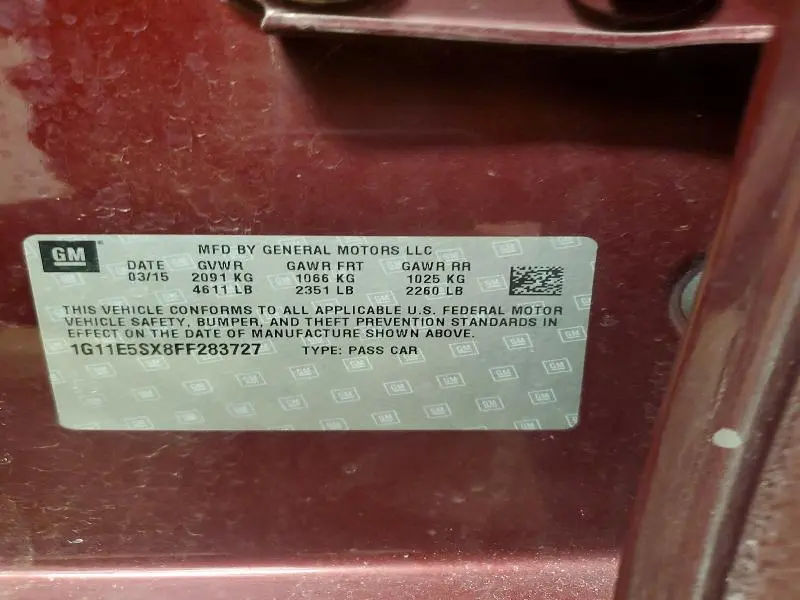 GM
MFD BY GENERAL MOTORS LLC
DATE GVWR GAWR FRT GAWR RR
03/15 2091 KG 1066 KG 1025 KG
4611 LB 2351 LB 2260 LB
THIS VEHICLE CONFORMS TO ALL APPLICABLE U.S. FEDERAL MOTOR
VEHICLE SAFETY, BUMPER, AND THEFT PREVENTION STANDARDS IN
EFFECT ON THE DATE OF MANUFACTURE SHOWN ABOVE.
1G11E5SX8FF283727 TYPE: PASS CAR